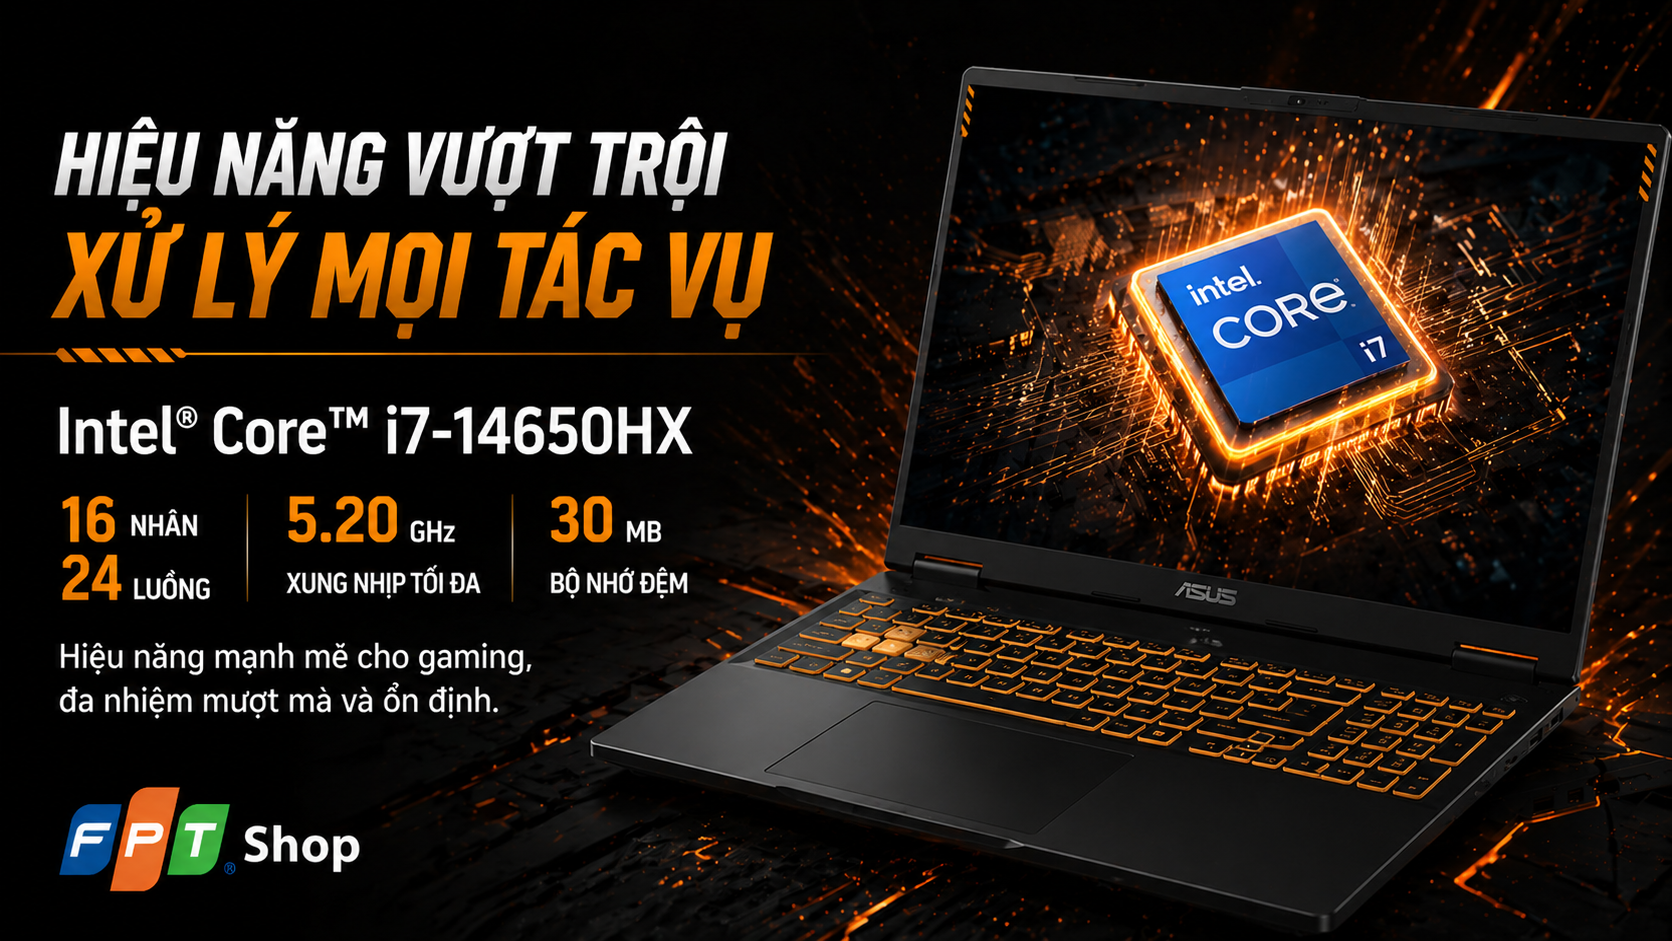 HIỆU NĂNG VƯỢT TRỘI
XỬ LÝ MỌI TÁC VỤ
Intel® Core™ i7-14650HX
16 NHÂN
24 LUỒNG
5.20 GHz
XUNG NHỊP TỐI ĐA
30 MB
BỘ NHỚ ĐỆM
Hiệu năng mạnh mẽ cho gaming,
đa nhiệm mượt mà và ổn định.
FPT® Shop
intel.
CORE
i7
ASUS